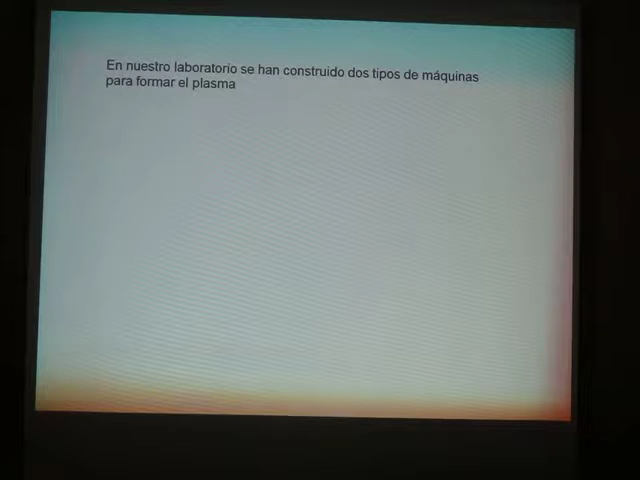 En nuestro laboratorio se han construido dos tipos de máquinas
para formar el plasma